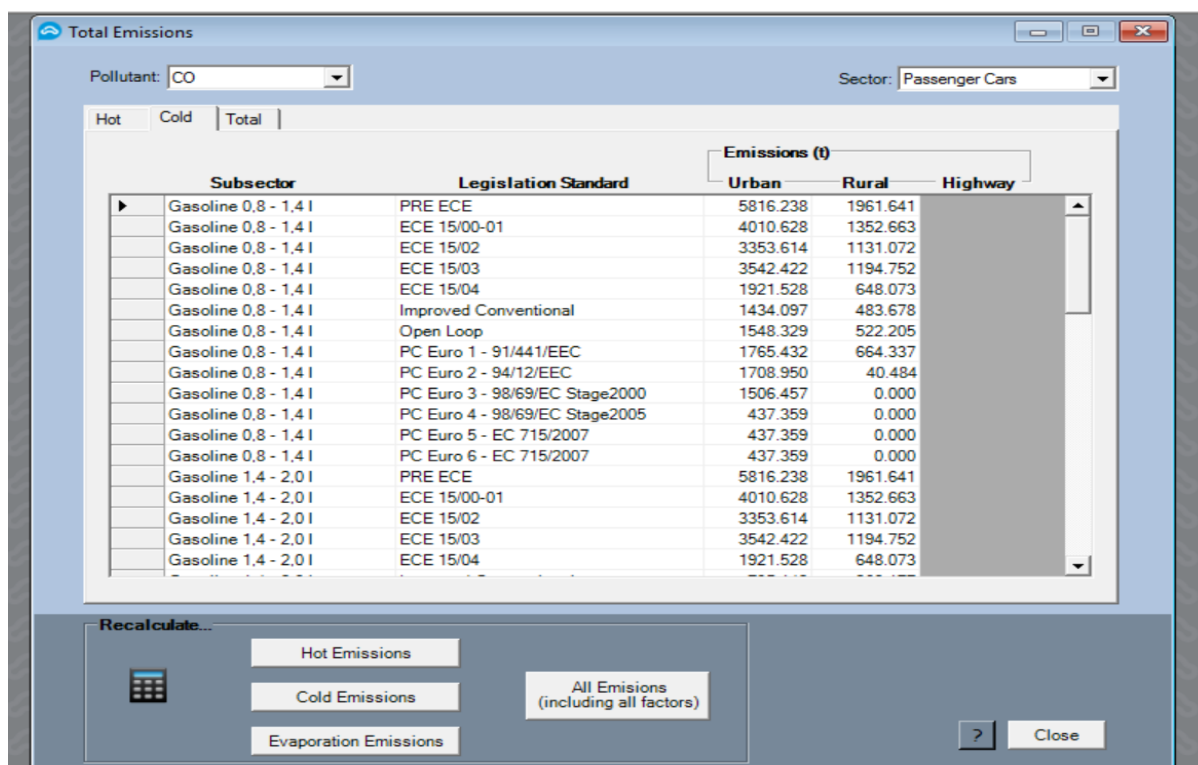 Total Emissions
Pollutant: CO Sector: Passenger Cars
Hot Cold Total
Emissions (t)
Subsector Legislation Standard Urban Rural Highway
Gasoline 0,8 - 1,4 l PRE ECE 5816.238 1961.641
Gasoline 0,8 - 1,4 l ECE 15/00-01 4010.628 1352.663
Gasoline 0,8 - 1,4 l ECE 15/02 3353.614 1131.072
Gasoline 0,8 - 1,4 l ECE 15/03 3542.422 1194.752
Gasoline 0,8 - 1,4 l ECE 15/04 1921.528 648.073
Gasoline 0,8 - 1,4 l Improved Conventional 1434.097 483.678
Gasoline 0,8 - 1,4 l Open Loop 1548.329 522.205
Gasoline 0,8 - 1,4 l PC Euro 1 - 91/441/EEC 1765.432 664.337
Gasoline 0,8 - 1,4 l PC Euro 2 - 94/12/EEC 1708.950 40.484
Gasoline 0,8 - 1,4 l PC Euro 3 - 98/69/EC Stage2000 1506.457 0.000
Gasoline 0,8 - 1,4 l PC Euro 4 - 98/69/EC Stage2005 437.359 0.000
Gasoline 0,8 - 1,4 l PC Euro 5 - EC 715/2007 437.359 0.000
Gasoline 0,8 - 1,4 l PC Euro 6 - EC 715/2007 437.359 0.000
Gasoline 1,4 - 2,0 l PRE ECE 5816.238 1961.641
Gasoline 1,4 - 2,0 l ECE 15/00-01 4010.628 1352.663
Gasoline 1,4 - 2,0 l ECE 15/02 3353.614 1131.072
Gasoline 1,4 - 2,0 l ECE 15/03 3542.422 1194.752
Gasoline 1,4 - 2,0 l ECE 15/04 1921.528 648.073
Recalculate...
Hot Emissions
Cold Emissions
All Emisions
(including all factors)
Evaporation Emissions
? Close